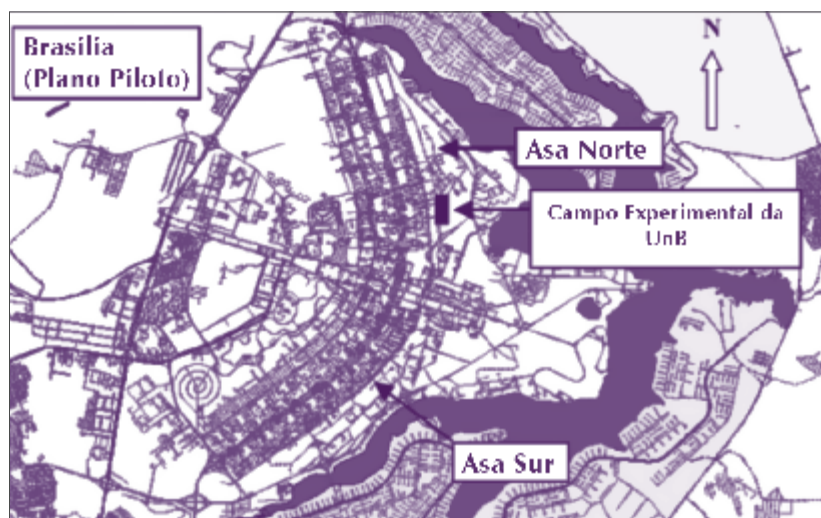 Brasília
(Plano Piloto)
N
Asa Norte
Campo Experimental da
UnB
Asa Sur